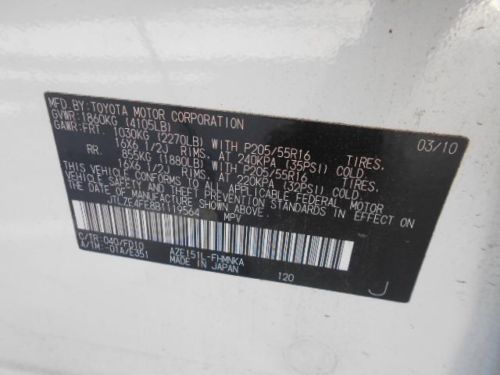 MFD.BY:TOYOTA MOTOR CORPORATION 03/10
GVWR:1860KG (4105LB)
GAWR:FRT. 1030KG (2270LB) WITH P205/55R16 TIRES.
16X6 1/2J RIMS. AT 240KPA (35PSI) COLD.
RR. 855KG (1880LB) WITH P205/55R16 TIRES.
16X6 1/2J RIMS. AT 220KPA (32PSI) COLD.
THIS VEHICLE CONFORMS TO ALL APPLICABLE FEDERAL MOTOR
VEHICLE SAFETY, BUMPER, AND THEFT PREVENTION STANDARDS IN EFFECT ON
THE DATE OF MANUFACTURE SHOWN ABOVE.
JTLZE4FE8B1119564 MPV
C/TR:040/FD10 AZE151L-FHMNKA
A/TM:-01A/E351 MADE IN JAPAN
120 J